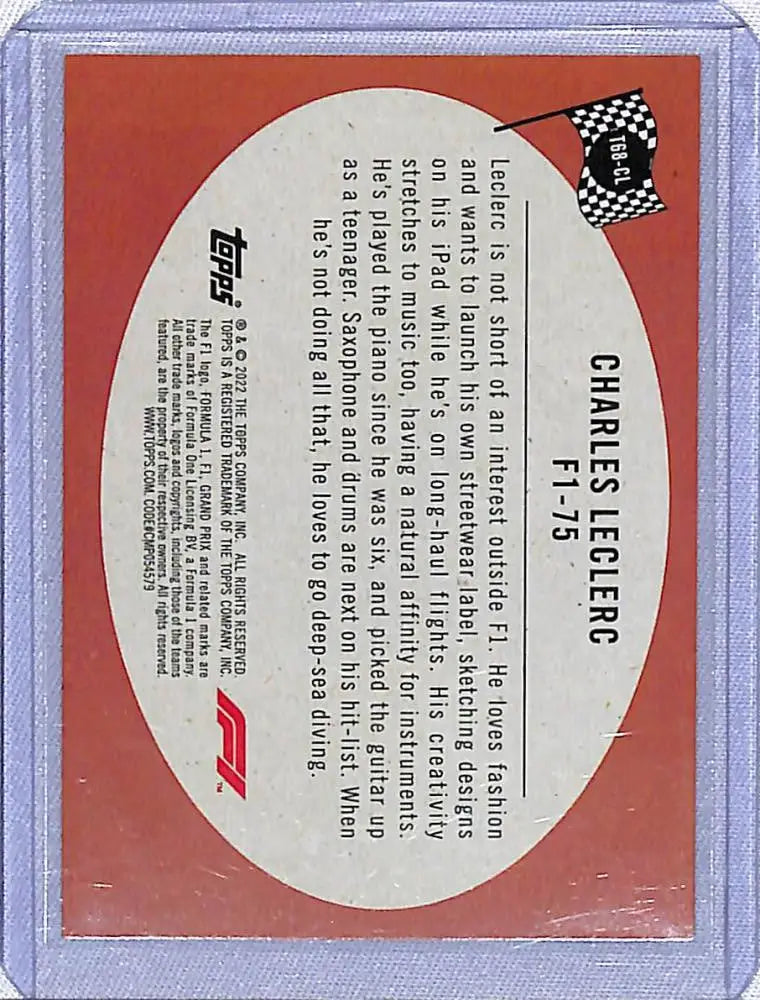 T68-CL
CHARLES LECLERC
F1-75
Leclerc is not short of an interest outside F1. He loves fashion
and wants to launch his own streetwear label, sketching designs
on his iPad while he's on long-haul flights. His creativity
stretches to music too, having a natural affinity for instruments.
He's played the piano since he was six, and picked the guitar up
as a teenager. Saxophone and drums are next on his hit-list. When
he's not doing all that, he loves to go deep-sea diving.
topps®
® & © 2022 THE TOPPS COMPANY, INC. ALL RIGHTS RESERVED.
TOPPS IS A REGISTERED TRADEMARK OF THE TOPPS COMPANY, INC.
The F1 logo, FORMULA 1, F1, GRAND PRIX and related marks are
trade marks of Formula One Licensing BV, a Formula 1 company.
All other trade marks, logos and copyrights, including those of the teams
featured, are the property of their respective owners. All rights reserved.
WWW.TOPPS.COM. CODE#CMP054579
F1™